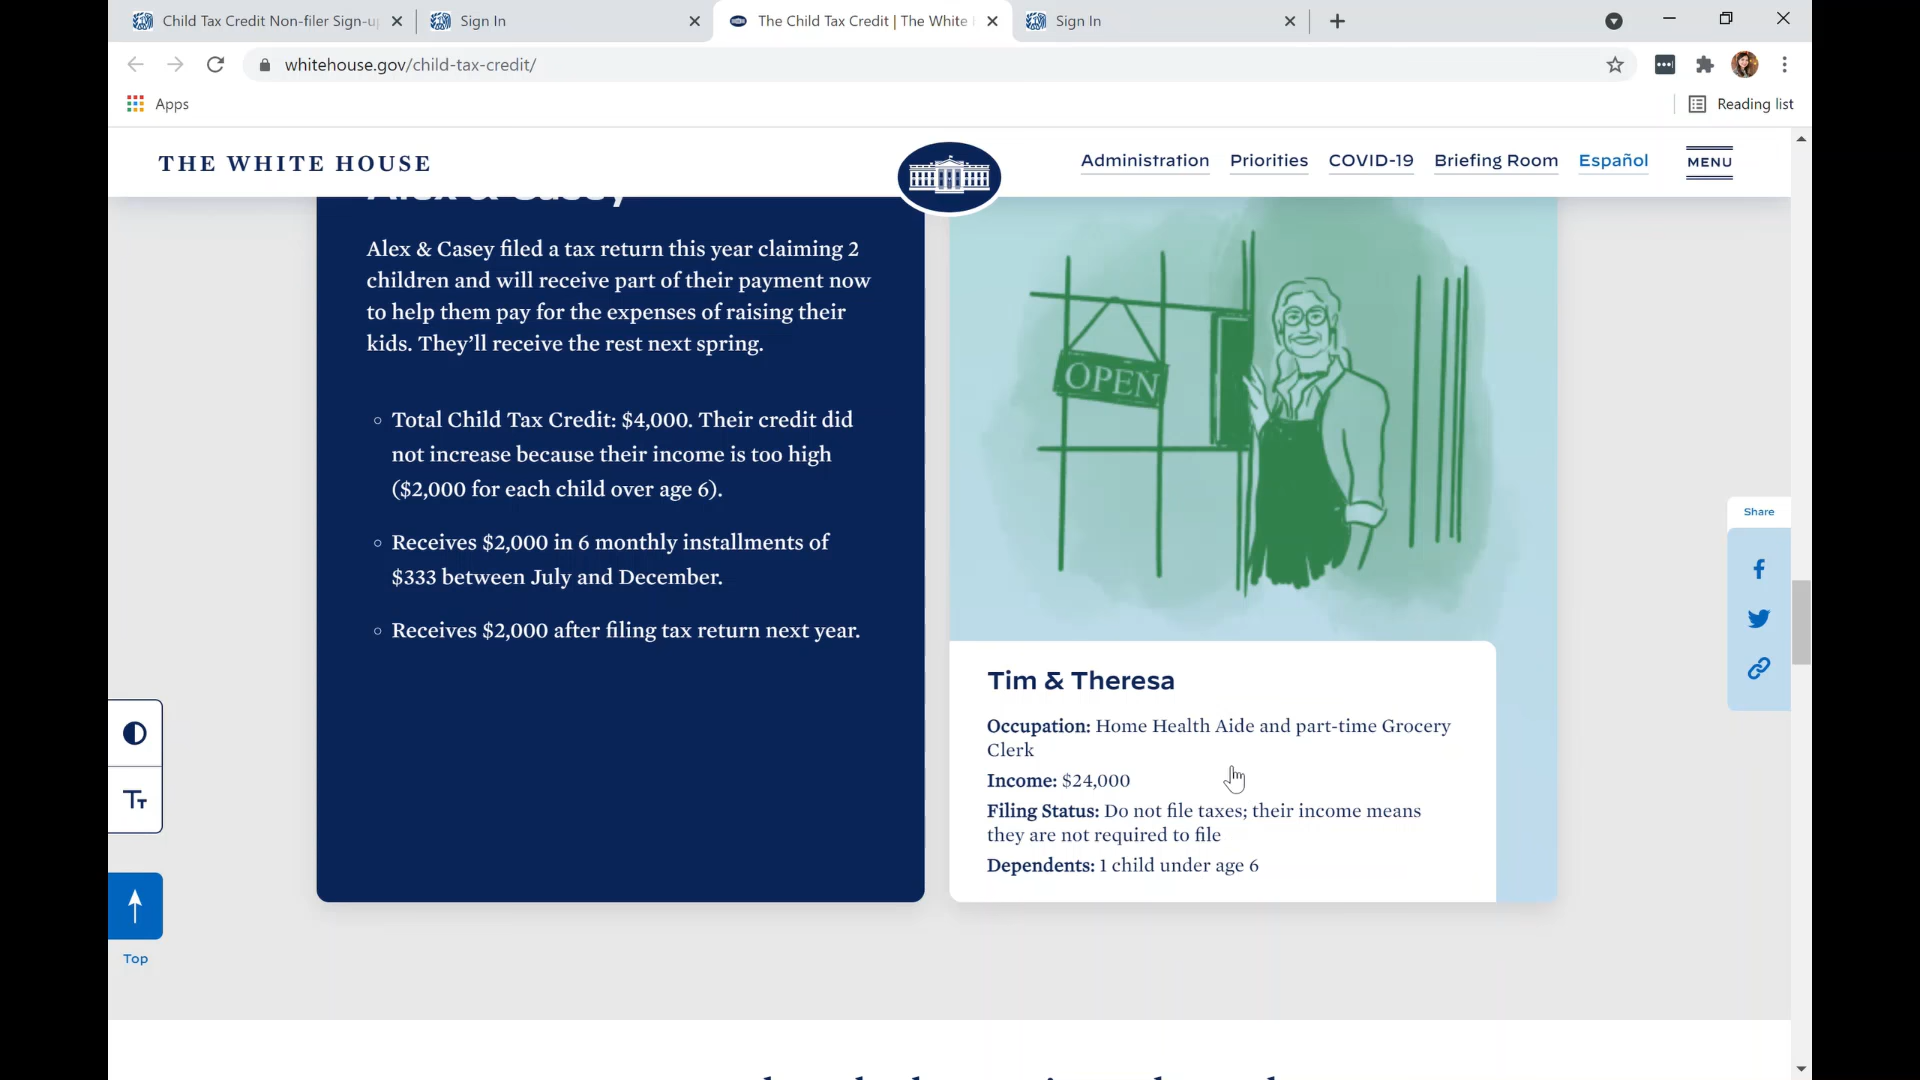 Child Tax Credit Non-filer Sign-up
Sign In
The Child Tax Credit | The White
Sign In
whitehouse.gov/child-tax-credit/
Apps
Reading list
THE WHITE HOUSE
Administration
Priorities
COVID-19
Briefing Room
Español
MENU
Alex & Casey
Alex & Casey filed a tax return this year claiming 2
children and will receive part of their payment now
to help them pay for the expenses of raising their
kids. They’ll receive the rest next spring.
Total Child Tax Credit: $4,000. Their credit did
not increase because their income is too high
($2,000 for each child over age 6).
Receives $2,000 in 6 monthly installments of
$333 between July and December.
Receives $2,000 after filing tax return next year.
OPEN
Tim & Theresa
Occupation: Home Health Aide and part-time Grocery
Clerk
Income: $24,000
Filing Status: Do not file taxes; their income means
they are not required to file
Dependents: 1 child under age 6
Share
Top